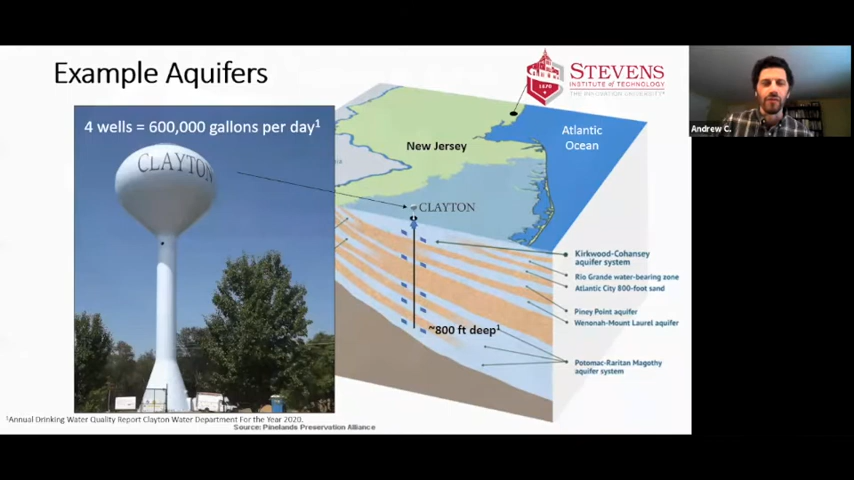 Example Aquifers
STEVENS
INSTITUTE of TECHNOLOGY
THE INNOVATION UNIVERSITY
1870
4 wells = 600,000 gallons per day¹
CLAYTON
New Jersey
Atlantic
Ocean
CLAYTON
Kirkwood-Cohansey
aquifer system
Rio Grande water-bearing zone
Atlantic City 800-foot sand
Piney Point aquifer
Wenonah-Mount Laurel aquifer
~800 ft deep¹
Potomac-Raritan Magothy
aquifer system
¹Annual Drinking Water Quality Report Clayton Water Department For the Year 2020.
Source: Pinelands Preservation Alliance
Andrew C.